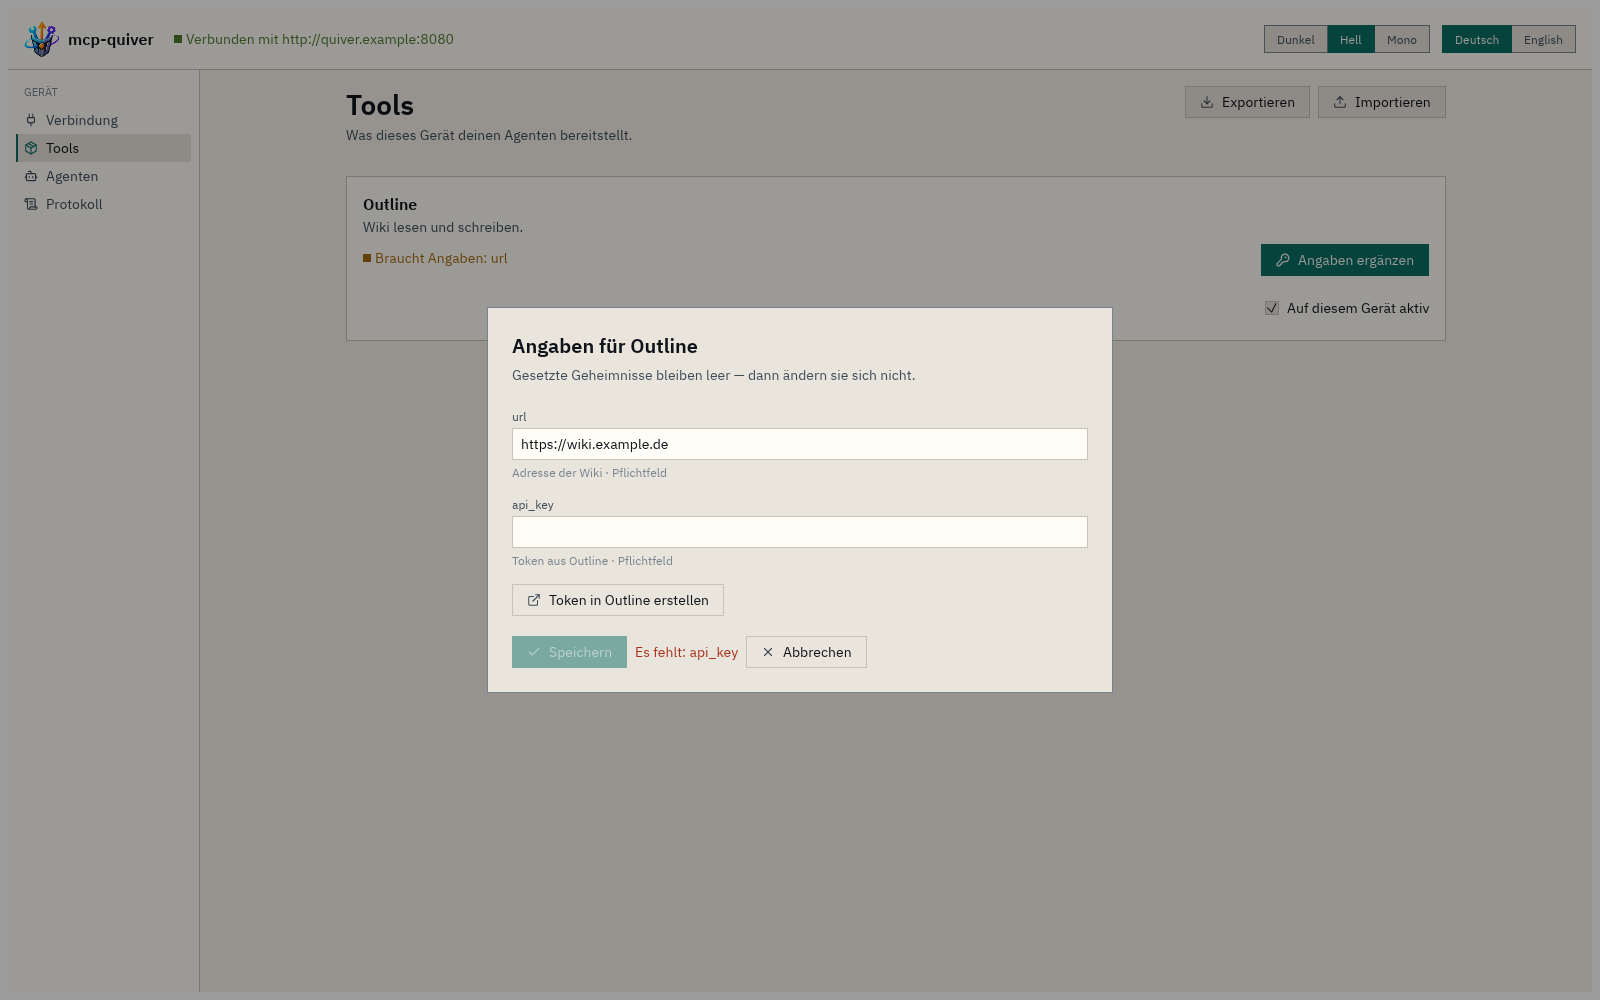 mcp-quiver
Verbunden mit http://quiver.example:8080
Dunkel
Hell
Mono
Deutsch
English
GERÄT
Verbindung
Tools
Agenten
Protokoll
Tools
Was dieses Gerät deinen Agenten bereitstellt.
Exportieren
Importieren
Outline
Wiki lesen und schreiben.
Braucht Angaben: url
Angaben ergänzen
Auf diesem Gerät aktiv
Angaben für Outline
Gesetzte Geheimnisse bleiben leer — dann ändern sie sich nicht.
url
https://wiki.example.de
Adresse der Wiki · Pflichtfeld
api_key
Token aus Outline · Pflichtfeld
Token in Outline erstellen
Speichern
Es fehlt: api_key
Abbrechen